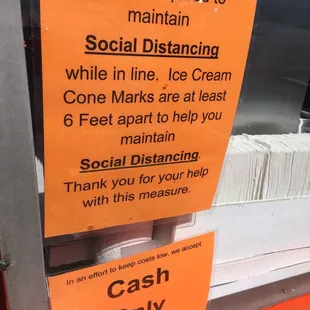 to
maintain
Social Distancing
while in line. Ice Cream
Cone Marks are at least
6 Feet apart to help you
maintain
Social Distancing.
Thank you for your help
with this measure.
In an effort to keep costs low, we accept
Cash
Only